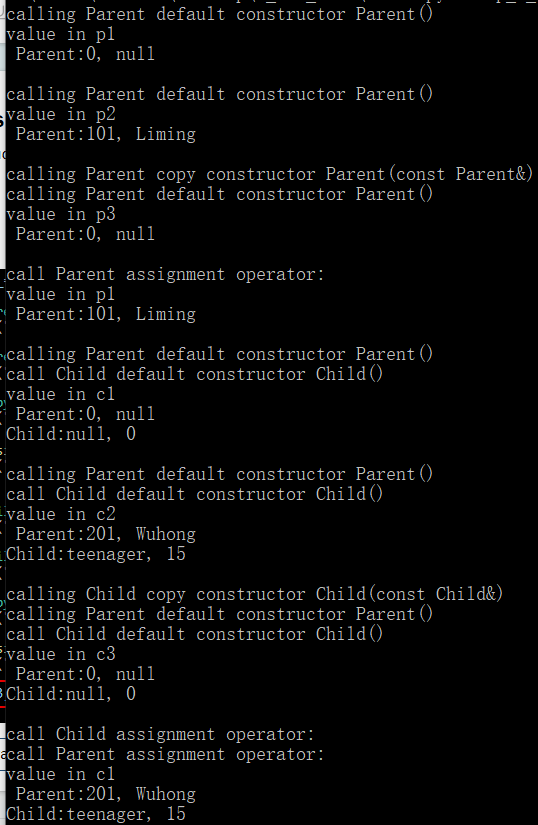 calling Parent default constructor Parent()
value in p1
 Parent:0, null

calling Parent default constructor Parent()
value in p2
 Parent:101, Liming

calling Parent copy constructor Parent(const Parent&)
calling Parent default constructor Parent()
value in p3
 Parent:0, null

call Parent assignment operator:
value in p1
 Parent:101, Liming

calling Parent default constructor Parent()
call Child default constructor Child()
value in c1
 Parent:0, null
Child:null, 0

calling Parent default constructor Parent()
call Child default constructor Child()
value in c2
 Parent:201, Wuhong
Child:teenager, 15

calling Child copy constructor Child(const Child&)
calling Parent default constructor Parent()
call Child default constructor Child()
value in c3
 Parent:0, null
Child:null, 0

call Child assignment operator:
call Parent assignment operator:
value in c1
 Parent:201, Wuhong
Child:teenager, 15